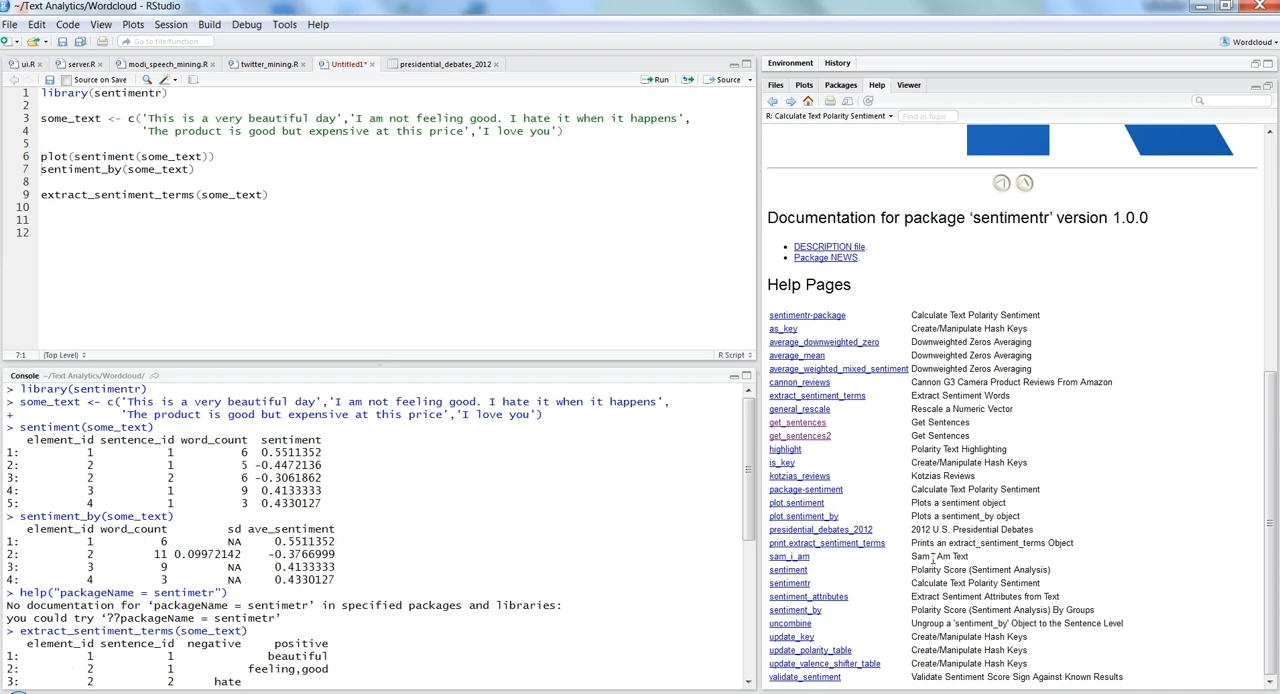 ~/Text Analytics/Wordcloud - RStudio
File Edit Code View Plots Session Build Debug Tools Help
Go to file/function
Wordcloud
ui.R server.R modi_speech_mining.R twitter_mining.R Untitled1* presidential_debates_2012
Source on Save Run Source
1 library(sentimentr)
2
3 some_text <- c('This is a very beautiful day','I am not feeling good. I hate it when it happens',
4 'The product is good but expensive at this price','I love you')
5
6 plot(sentiment(some_text))
7 sentiment_by(some_text)
8
9 extract_sentiment_terms(some_text)
10
11
12
7:1 (Top Level) R Script
Console ~/Text Analytics/Wordcloud/
> library(sentimentr)
> some_text <- c('This is a very beautiful day','I am not feeling good. I hate it when it happens',
+ 'The product is good but expensive at this price','I love you')
> sentiment(some_text)
element_id sentence_id word_count sentiment
1: 1 1 6 0.5511352
2: 2 1 5 -0.4472136
3: 2 2 6 -0.3061862
4: 3 1 9 0.4133333
5: 4 1 3 0.4330127
> sentiment_by(some_text)
element_id word_count sd ave_sentiment
1: 1 6 NA 0.5511352
2: 2 11 0.09972142 -0.3766999
3: 3 9 NA 0.4133333
4: 4 3 NA 0.4330127
> help("packageName = sentimetr")
No documentation for ‘packageName = sentimetr’ in specified packages and libraries:
you could try ‘??packageName = sentimetr’
> extract_sentiment_terms(some_text)
element_id sentence_id negative positive
1: 1 1 beautiful
2: 2 1 feeling,good
3: 2 2 hate
Environment History
Files Plots Packages Help Viewer
R: Calculate Text Polarity Sentiment Find in Topic
Documentation for package ‘sentimentr’ version 1.0.0
• DESCRIPTION file.
• Package NEWS.
Help Pages
sentimentr-package Calculate Text Polarity Sentiment
as_key Create/Manipulate Hash Keys
average_downweighted_zero Downweighted Zeros Averaging
average_mean Downweighted Zeros Averaging
average_weighted_mixed_sentiment Downweighted Zeros Averaging
cannon_reviews Cannon G3 Camera Product Reviews From Amazon
extract_sentiment_terms Extract Sentiment Words
general_rescale Rescale a Numeric Vector
get_sentences Get Sentences
get_sentences2 Get Sentences
highlight Polarity Text Highlighting
is_key Create/Manipulate Hash Keys
kotzias_reviews Kotzias Reviews
package-sentiment Calculate Text Polarity Sentiment
plot.sentiment Plots a sentiment object
plot.sentiment_by Plots a sentiment_by object
presidential_debates_2012 2012 U.S. Presidential Debates
print.extract_sentiment_terms Prints an extract_sentiment_terms Object
sam_i_am Sam I Am Text
sentiment Polarity Score (Sentiment Analysis)
sentimentr Calculate Text Polarity Sentiment
sentiment_attributes Extract Sentiment Attributes from Text
sentiment_by Polarity Score (Sentiment Analysis) By Groups
uncombine Ungroup a 'sentiment_by' Object to the Sentence Level
update_key Create/Manipulate Hash Keys
update_polarity_table Create/Manipulate Hash Keys
update_valence_shifter_table Create/Manipulate Hash Keys
validate_sentiment Validate Sentiment Score Sign Against Known Results